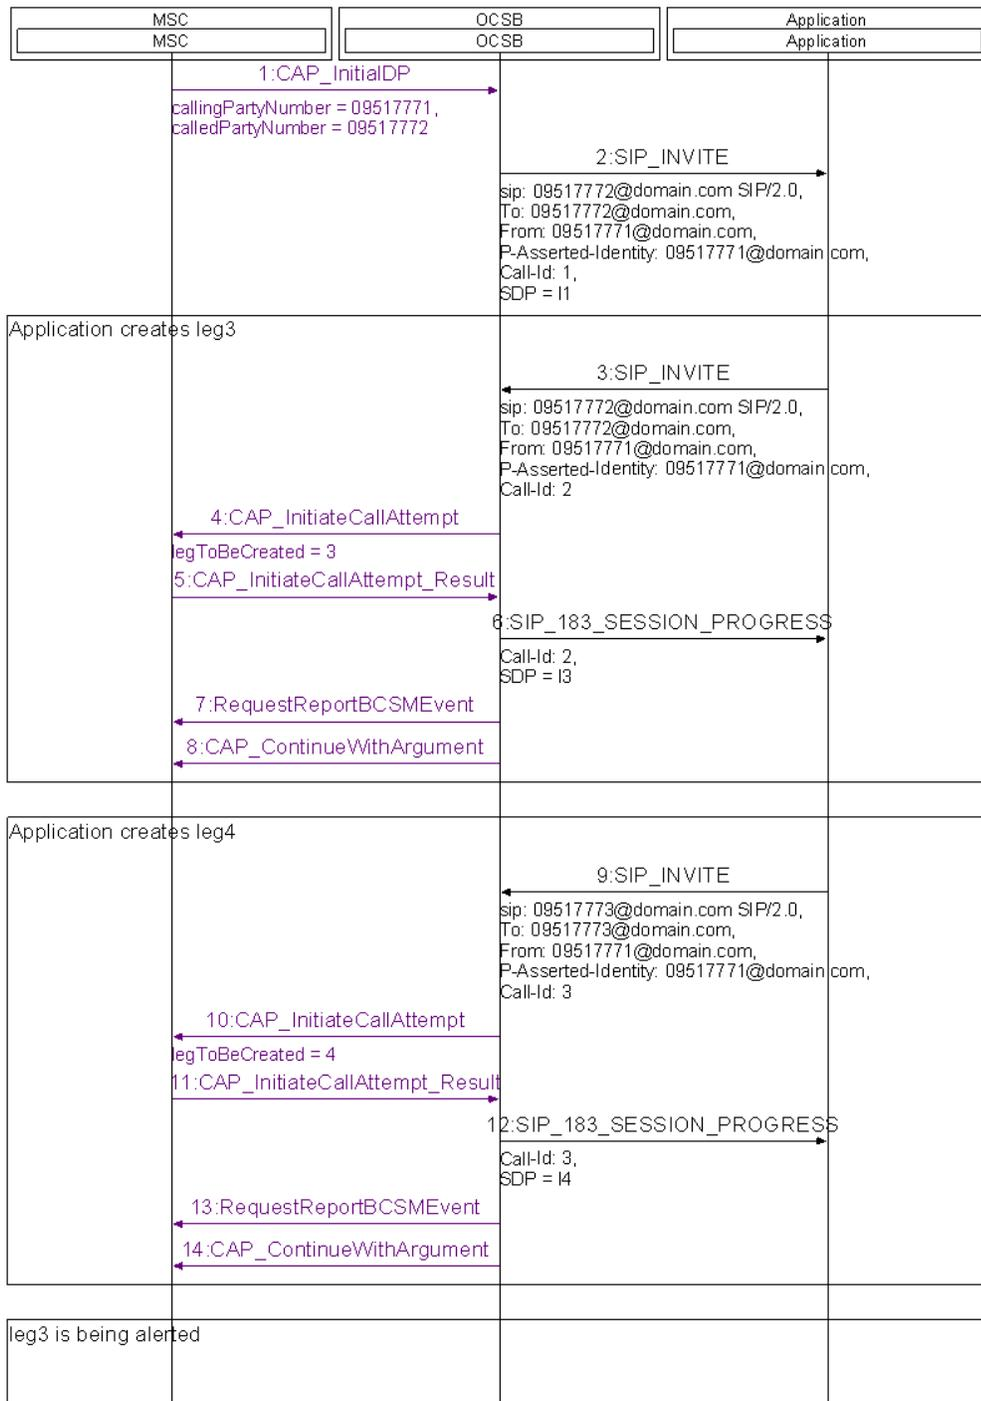 MSC
OCSB
Application
MSC
OCSB
Application
1:CAP_InitialDP
callingPartyNumber = 09517771,
calledPartyNumber = 09517772
2:SIP_INVITE
sip: 09517772@domain.com SIP/2.0,
To: 09517772@domain.com,
From: 09517771@domain.com,
P-Asserted-Identity: 09517771@domain.com,
Call-Id: 1,
SDP = l1
Application creates leg3
3:SIP_INVITE
sip: 09517772@domain.com SIP/2.0,
To: 09517772@domain.com,
From: 09517771@domain.com,
P-Asserted-Identity: 09517771@domain.com,
Call-Id: 2
4:CAP_InitiateCallAttempt
legToBeCreated = 3
5:CAP_InitiateCallAttempt_Result
6:SIP_183_SESSION_PROGRESS
Call-Id: 2,
SDP = l3
7:RequestReportBCSMEvent
8:CAP_ContinueWithArgument
Application creates leg4
9:SIP_INVITE
sip: 09517773@domain.com SIP/2.0,
To: 09517773@domain.com,
From: 09517771@domain.com,
P-Asserted-Identity: 09517771@domain.com,
Call-Id: 3
10:CAP_InitiateCallAttempt
legToBeCreated = 4
11:CAP_InitiateCallAttempt_Result
12:SIP_183_SESSION_PROGRESS
Call-Id: 3,
SDP = l4
13:RequestReportBCSMEvent
14:CAP_ContinueWithArgument
leg3 is being alerted